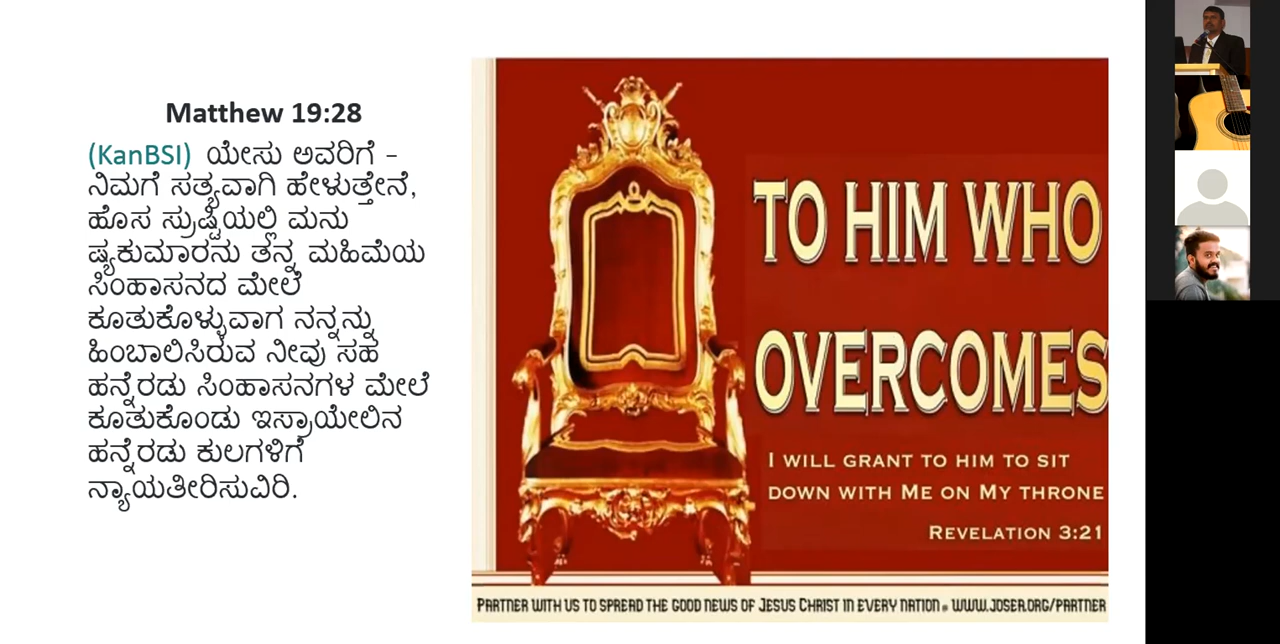 Matthew 19:28
(KanBSI) ಯೇಸು ಅವರಿಗೆ –
ನಿಮಗೆ ಸತ್ಯವಾಗಿ ಹೇಳುತ್ತೇನೆ,
ಹೊಸ ಸ್ರುಷ್ಟಿಯಲ್ಲಿ ಮನು
ಷ್ಯಕುಮಾರನು ತನ್ನ ಮಹಿಮೆಯ
ಸಿಂಹಾಸನದ ಮೇಲೆ
ಕೂತುಕೊಳ್ಳುವಾಗ ನನ್ನನ್ನು
ಹಿಂಬಾಲಿಸಿರುವ ನೀವು ಸಹ
ಹನ್ನೆರಡು ಸಿಂಹಾಸನಗಳ ಮೇಲೆ
ಕೂತುಕೊಂಡು ಇಸ್ರಾಯೇಲಿನ
ಹನ್ನೆರಡು ಕುಲಗಳಿಗೆ
ನ್ಯಾಯತೀರಿಸುವಿರಿ.
TO HIM WHO
OVERCOMES
I WILL GRANT TO HIM TO SIT
DOWN WITH ME ON MY THRONE
REVELATION 3:21
PARTNER WITH US TO SPREAD THE GOOD NEWS OF JESUS CHRIST IN EVERY NATION @ WWW.JOSER.ORG/PARTNER